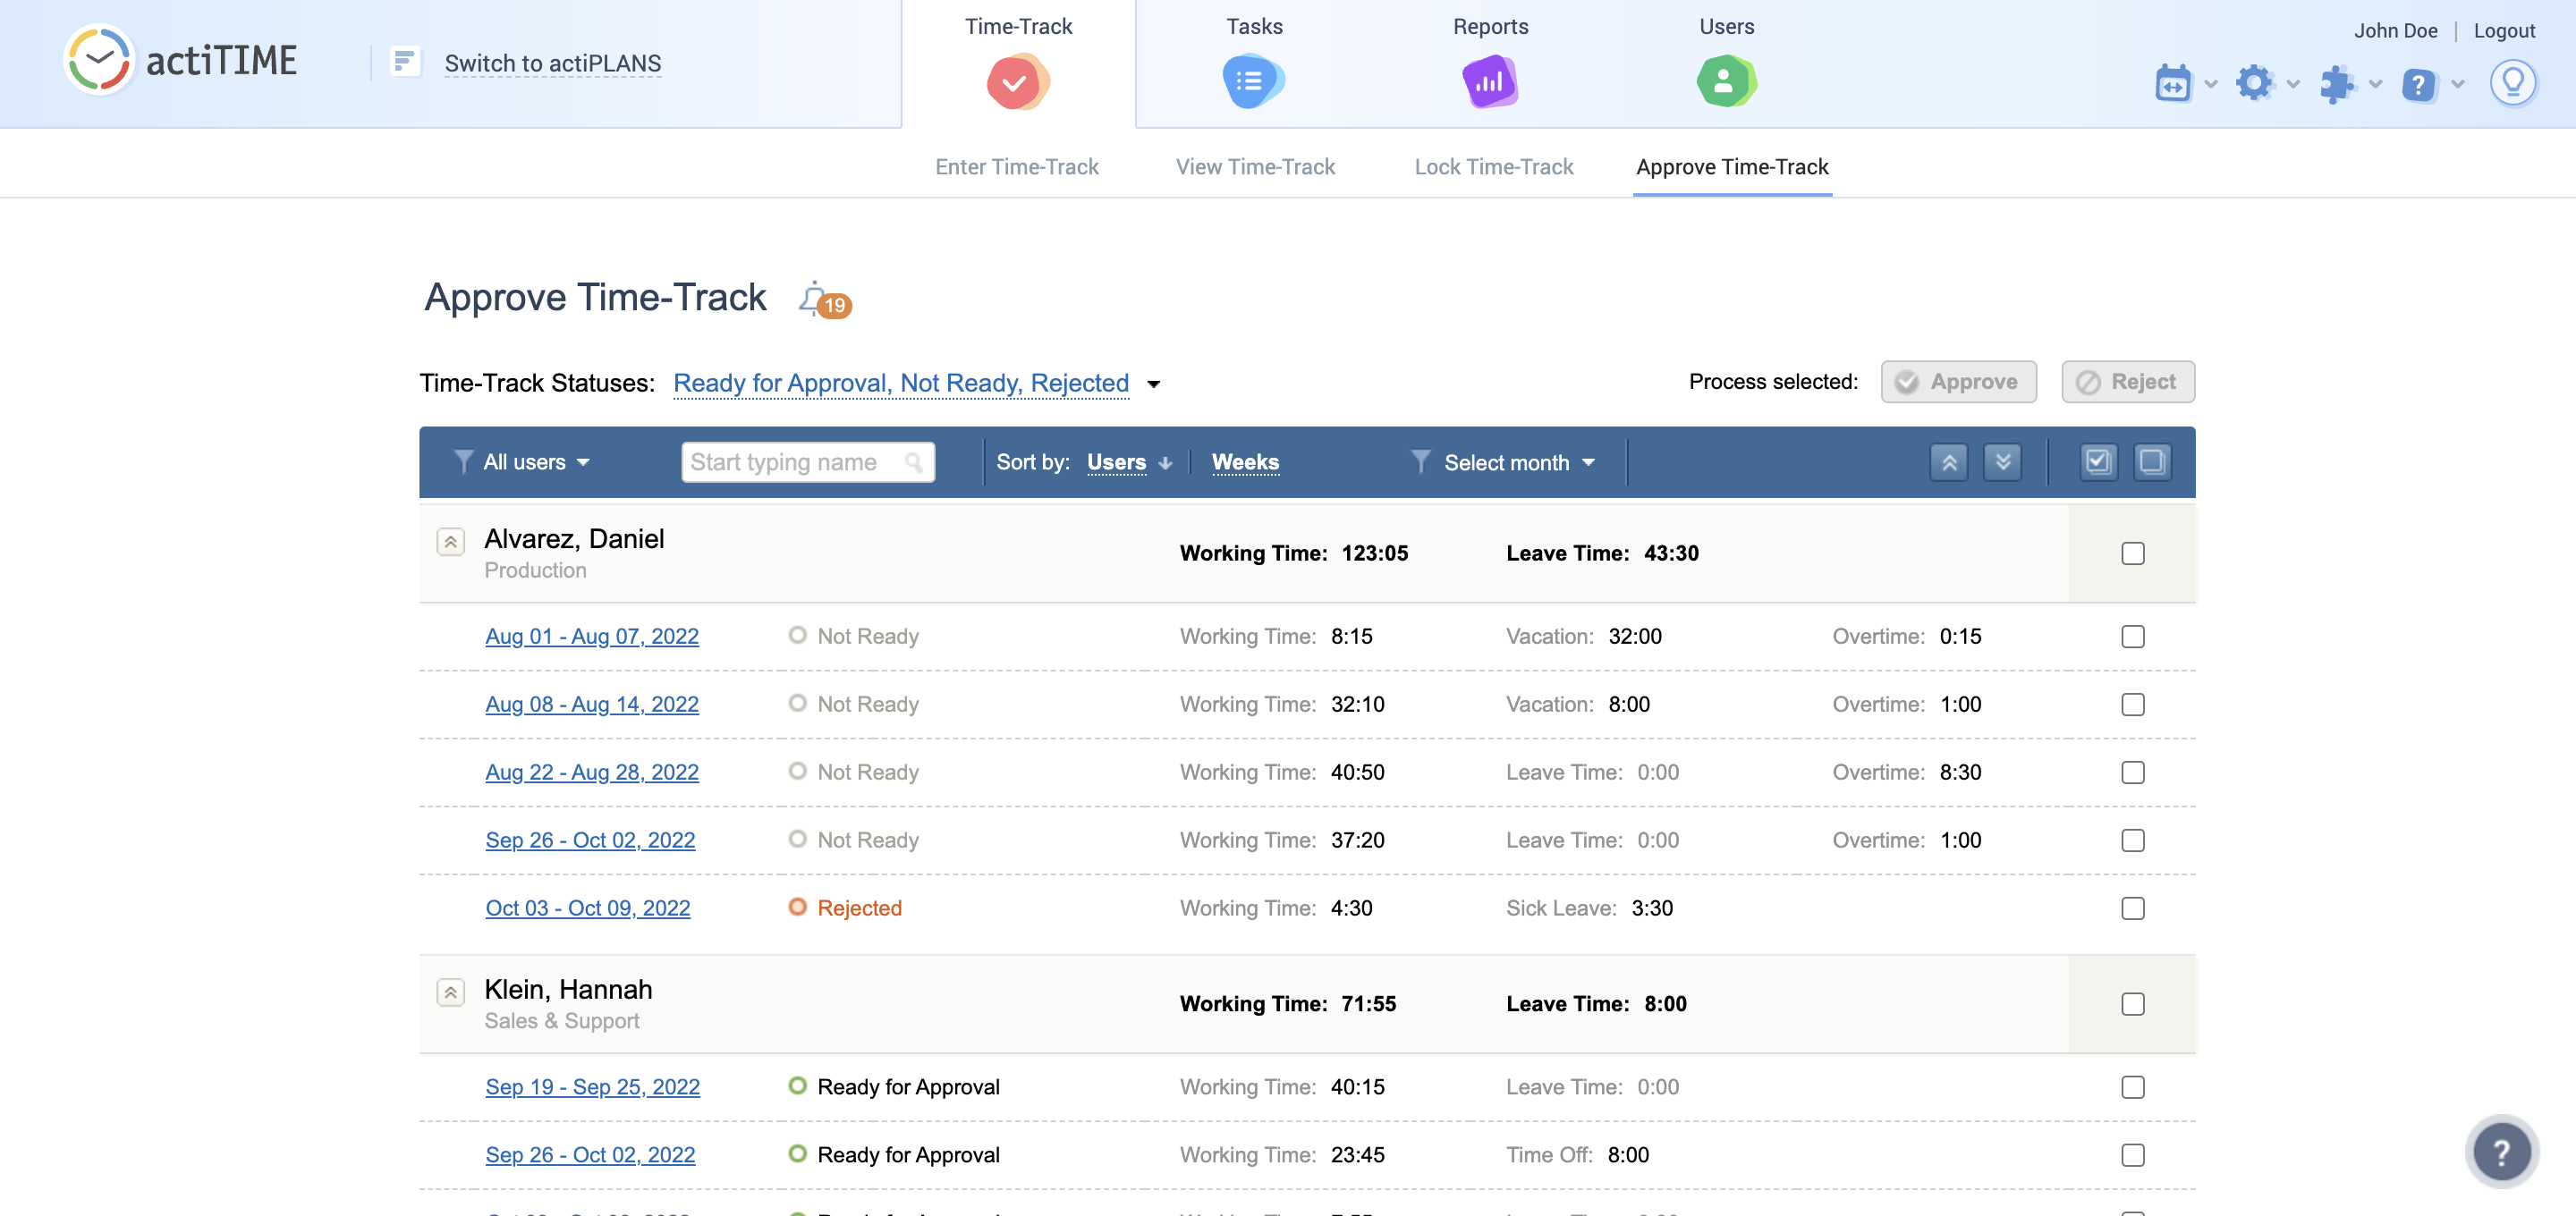 actiTIME
Switch to actiPLANS
Time-Track
Tasks
Reports
Users
John Doe | Logout
Enter Time-Track
View Time-Track
Lock Time-Track
Approve Time-Track
Approve Time-Track 19
Time-Track Statuses: Ready for Approval, Not Ready, Rejected
Process selected: Approve Reject
All users Start typing name Sort by: Users Weeks Select month
Alvarez, Daniel
Production
Working Time: 123:05 Leave Time: 43:30
Aug 01 - Aug 07, 2022 Not Ready Working Time: 8:15 Vacation: 32:00 Overtime: 0:15
Aug 08 - Aug 14, 2022 Not Ready Working Time: 32:10 Vacation: 8:00 Overtime: 1:00
Aug 22 - Aug 28, 2022 Not Ready Working Time: 40:50 Leave Time: 0:00 Overtime: 8:30
Sep 26 - Oct 02, 2022 Not Ready Working Time: 37:20 Leave Time: 0:00 Overtime: 1:00
Oct 03 - Oct 09, 2022 Rejected Working Time: 4:30 Sick Leave: 3:30
Klein, Hannah
Sales & Support
Working Time: 71:55 Leave Time: 8:00
Sep 19 - Sep 25, 2022 Ready for Approval Working Time: 40:15 Leave Time: 0:00
Sep 26 - Oct 02, 2022 Ready for Approval Working Time: 23:45 Time Off: 8:00
?